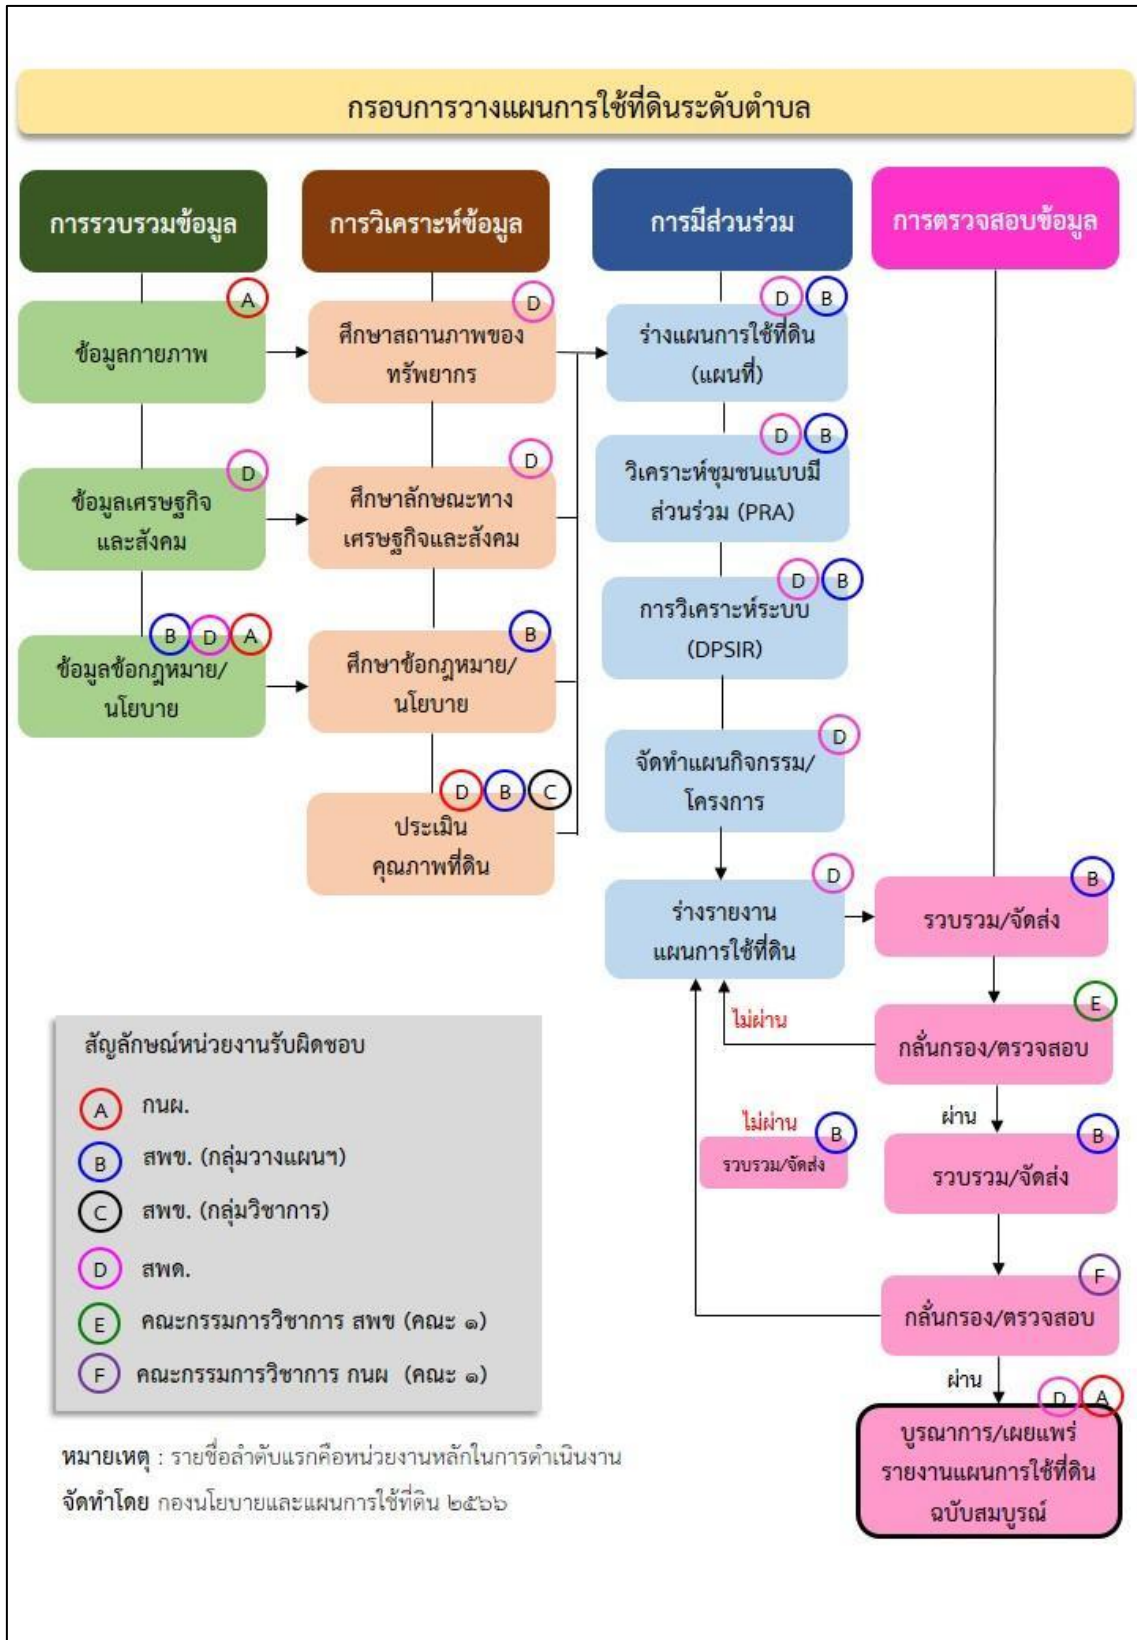 กรอบการวางแผนการใช้ที่ดินระดับตำบล
การรวบรวมข้อมูล
A
ข้อมูลกายภาพ
D
ข้อมูลเศรษฐกิจ
และสังคม
B D A
ข้อมูลข้อกฎหมาย/
นโยบาย
การวิเคราะห์ข้อมูล
D
ศึกษาสถานภาพของ
ทรัพยากร
D
ศึกษาลักษณะทาง
เศรษฐกิจและสังคม
B
ศึกษาข้อกฎหมาย/
นโยบาย
D B C
ประเมิน
คุณภาพที่ดิน
การมีส่วนร่วม
D B
ร่างแผนการใช้ที่ดิน
(แผนที่)
D B
วิเคราะห์ชุมชนแบบมี
ส่วนร่วม (PRA)
D B
การวิเคราะห์ระบบ
(DPSIR)
D
จัดทำแผนกิจกรรม/
โครงการ
D
ร่างรายงาน
แผนการใช้ที่ดิน
ไม่ผ่าน
ไม่ผ่าน
B
รวบรวม/จัดส่ง
การตรวจสอบข้อมูล
B
รวบรวม/จัดส่ง
E
กลั่นกรอง/ตรวจสอบ
ผ่าน
B
รวบรวม/จัดส่ง
F
กลั่นกรอง/ตรวจสอบ
ผ่าน
D A
บูรณาการ/เผยแพร่
รายงานแผนการใช้ที่ดิน
ฉบับสมบูรณ์
สัญลักษณ์หน่วยงานรับผิดชอบ
A กนผ.
B สพข. (กลุ่มวางแผนฯ)
C สพข. (กลุ่มวิชาการ)
D สพด.
E คณะกรรมการวิชาการ สพข (คณะ ๑)
F คณะกรรมการวิชาการ กนผ (คณะ ๑)
หมายเหตุ : รายชื่อลำดับแรกคือหน่วยงานหลักในการดำเนินงาน
จัดทำโดย กองนโยบายและแผนการใช้ที่ดิน ๒๕๖๖